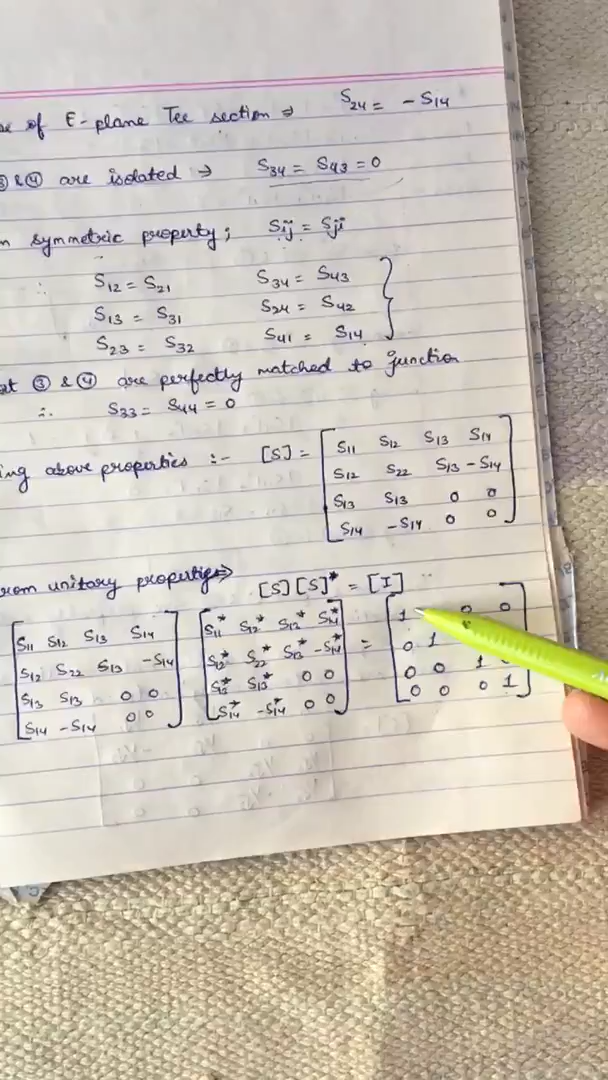 of E-plane Tee section ⇒ S24 = - S14
③ & ④ are isolated → S34 = S43 = 0
symmetric property; Sij = Sji
∴ S12 = S21 S34 = S43
S13 = S31 S24 = S42
S23 = S32 S41 = S14
at ③ & ④ are perfectly matched to junction
∴ S33 = S44 = 0
above properties :- [S] = [ S11 S12 S13 S14
S12 S22 S13 - S14
S13 S13 0 0
S14 - S14 0 0 ]
unitary properties ⇒ [S] [S]* = [I]
[ S11 S12 S13 S14 [ S11* S12* S13* S14* = [ 1 0 0
S12 S22 S13 - S14 S12* S22* S13* - S14* 0 1
S13 S13 0 0 S13* S13* 0 0 0 0 1
S14 - S14 0 0 ] S14* - S14* 0 0 ] 0 0 0 1 ]